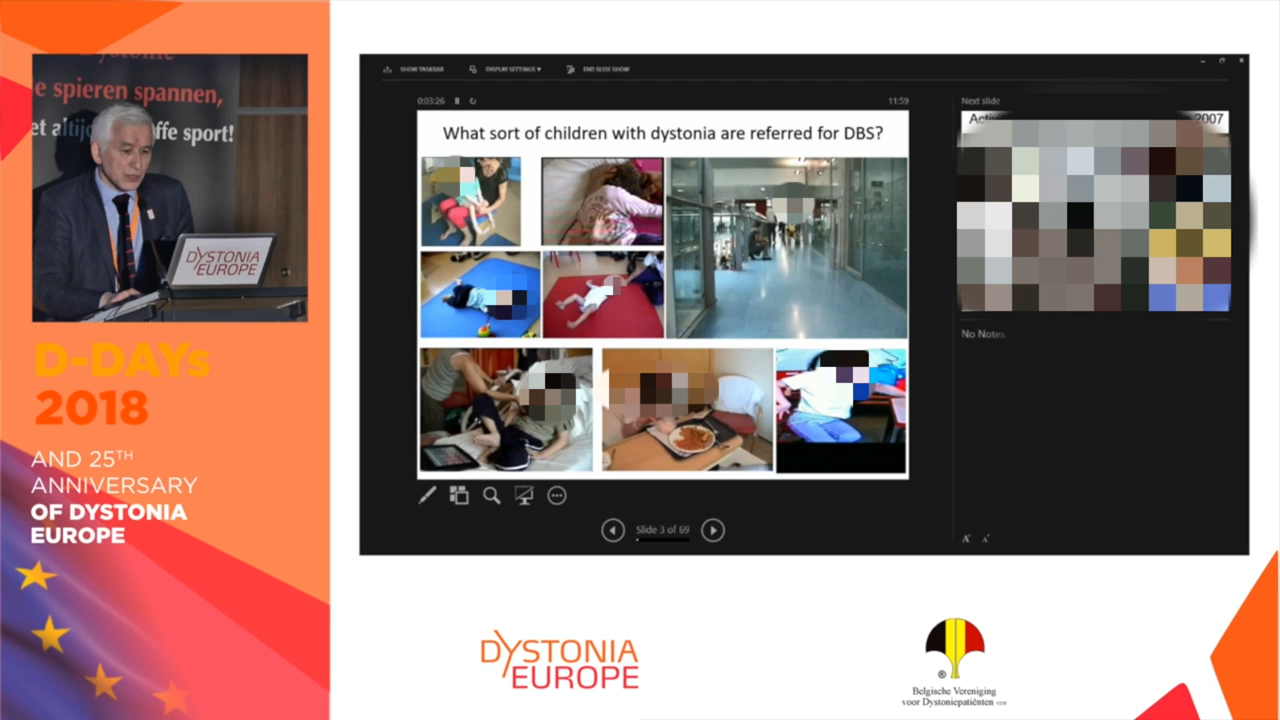 e spieren spannen,
et altij ffe sport!
DYSTONIA
EUROPE
D-DAYs
2018
AND 25TH
ANNIVERSARY
OF DYSTONIA
EUROPE
SHOW TASKBAR DISPLAY SETTINGS ▾ END SLIDE SHOW
0:03:26 11:59
What sort of children with dystonia are referred for DBS?
Slide 3 of 69
Next slide
2007
No Notes
DYSTONIA
EUROPE
®
Belgische Vereniging
voor Dystoniepatiënten vzw